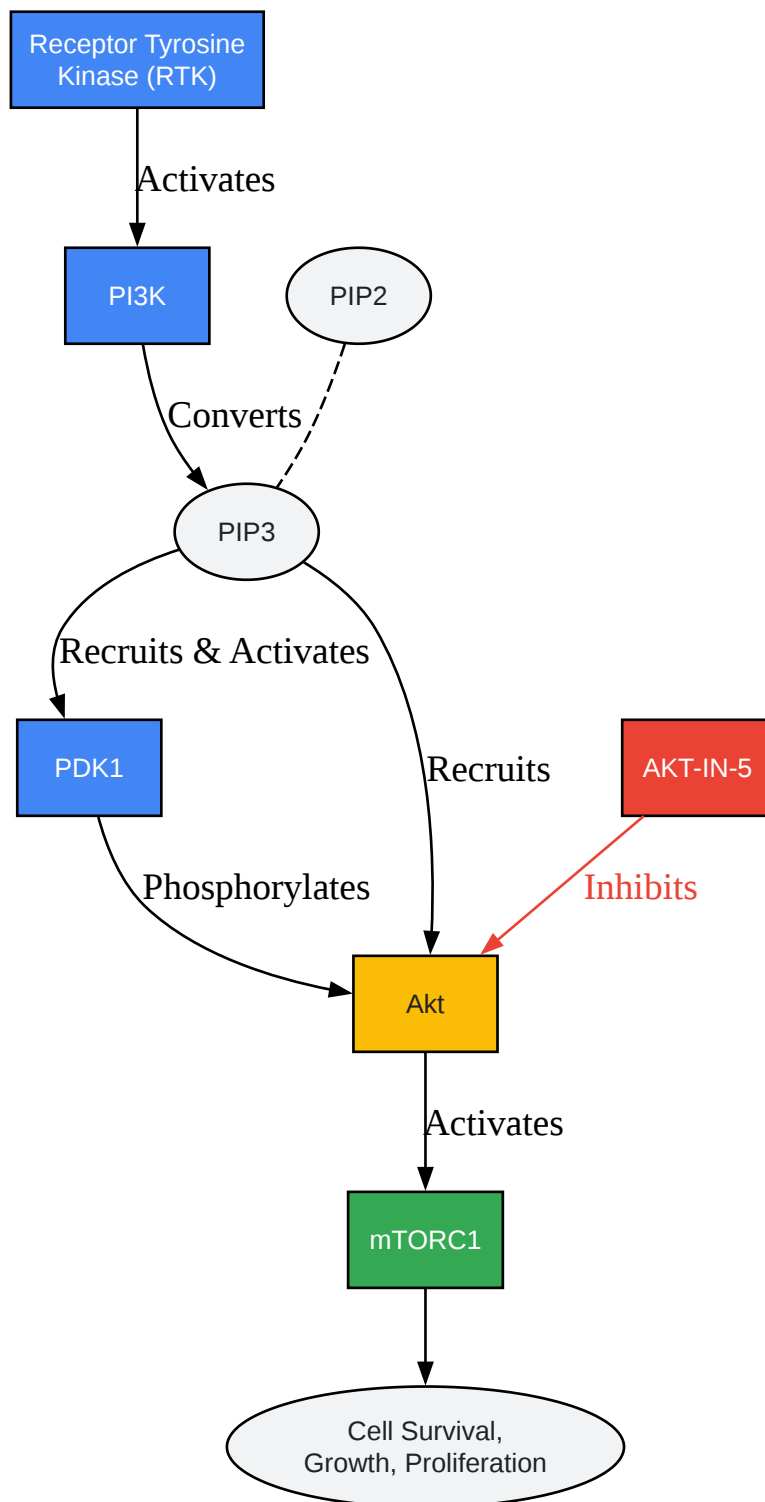 Receptor Tyrosine
Kinase (RTK)
Activates
PI3K
PIP2
Converts
PIP3
Recruits & Activates
PDK1
Recruits
AKT-IN-5
Phosphorylates
Inhibits
Akt
Activates
mTORC1
Cell Survival,
Growth, Proliferation